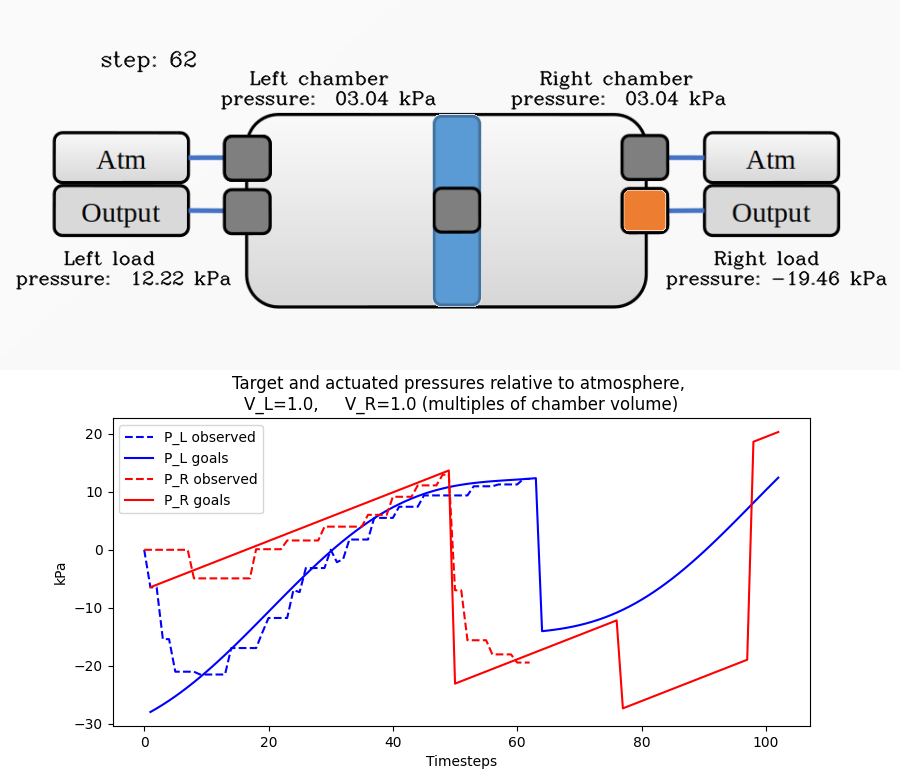 step: 62
Left chamber
pressure: 03.04 kPa
Right chamber
pressure: 03.04 kPa
Atm
Output
Atm
Output
Left load
pressure: 12.22 kPa
Right load
pressure: −19.46 kPa
Target and actuated pressures relative to atmosphere,
V_L=1.0, V_R=1.0 (multiples of chamber volume)
P_L observed
P_L goals
P_R observed
P_R goals
kPa
20
10
0
−10
−20
−30
0 20 40 60 80 100
Timesteps